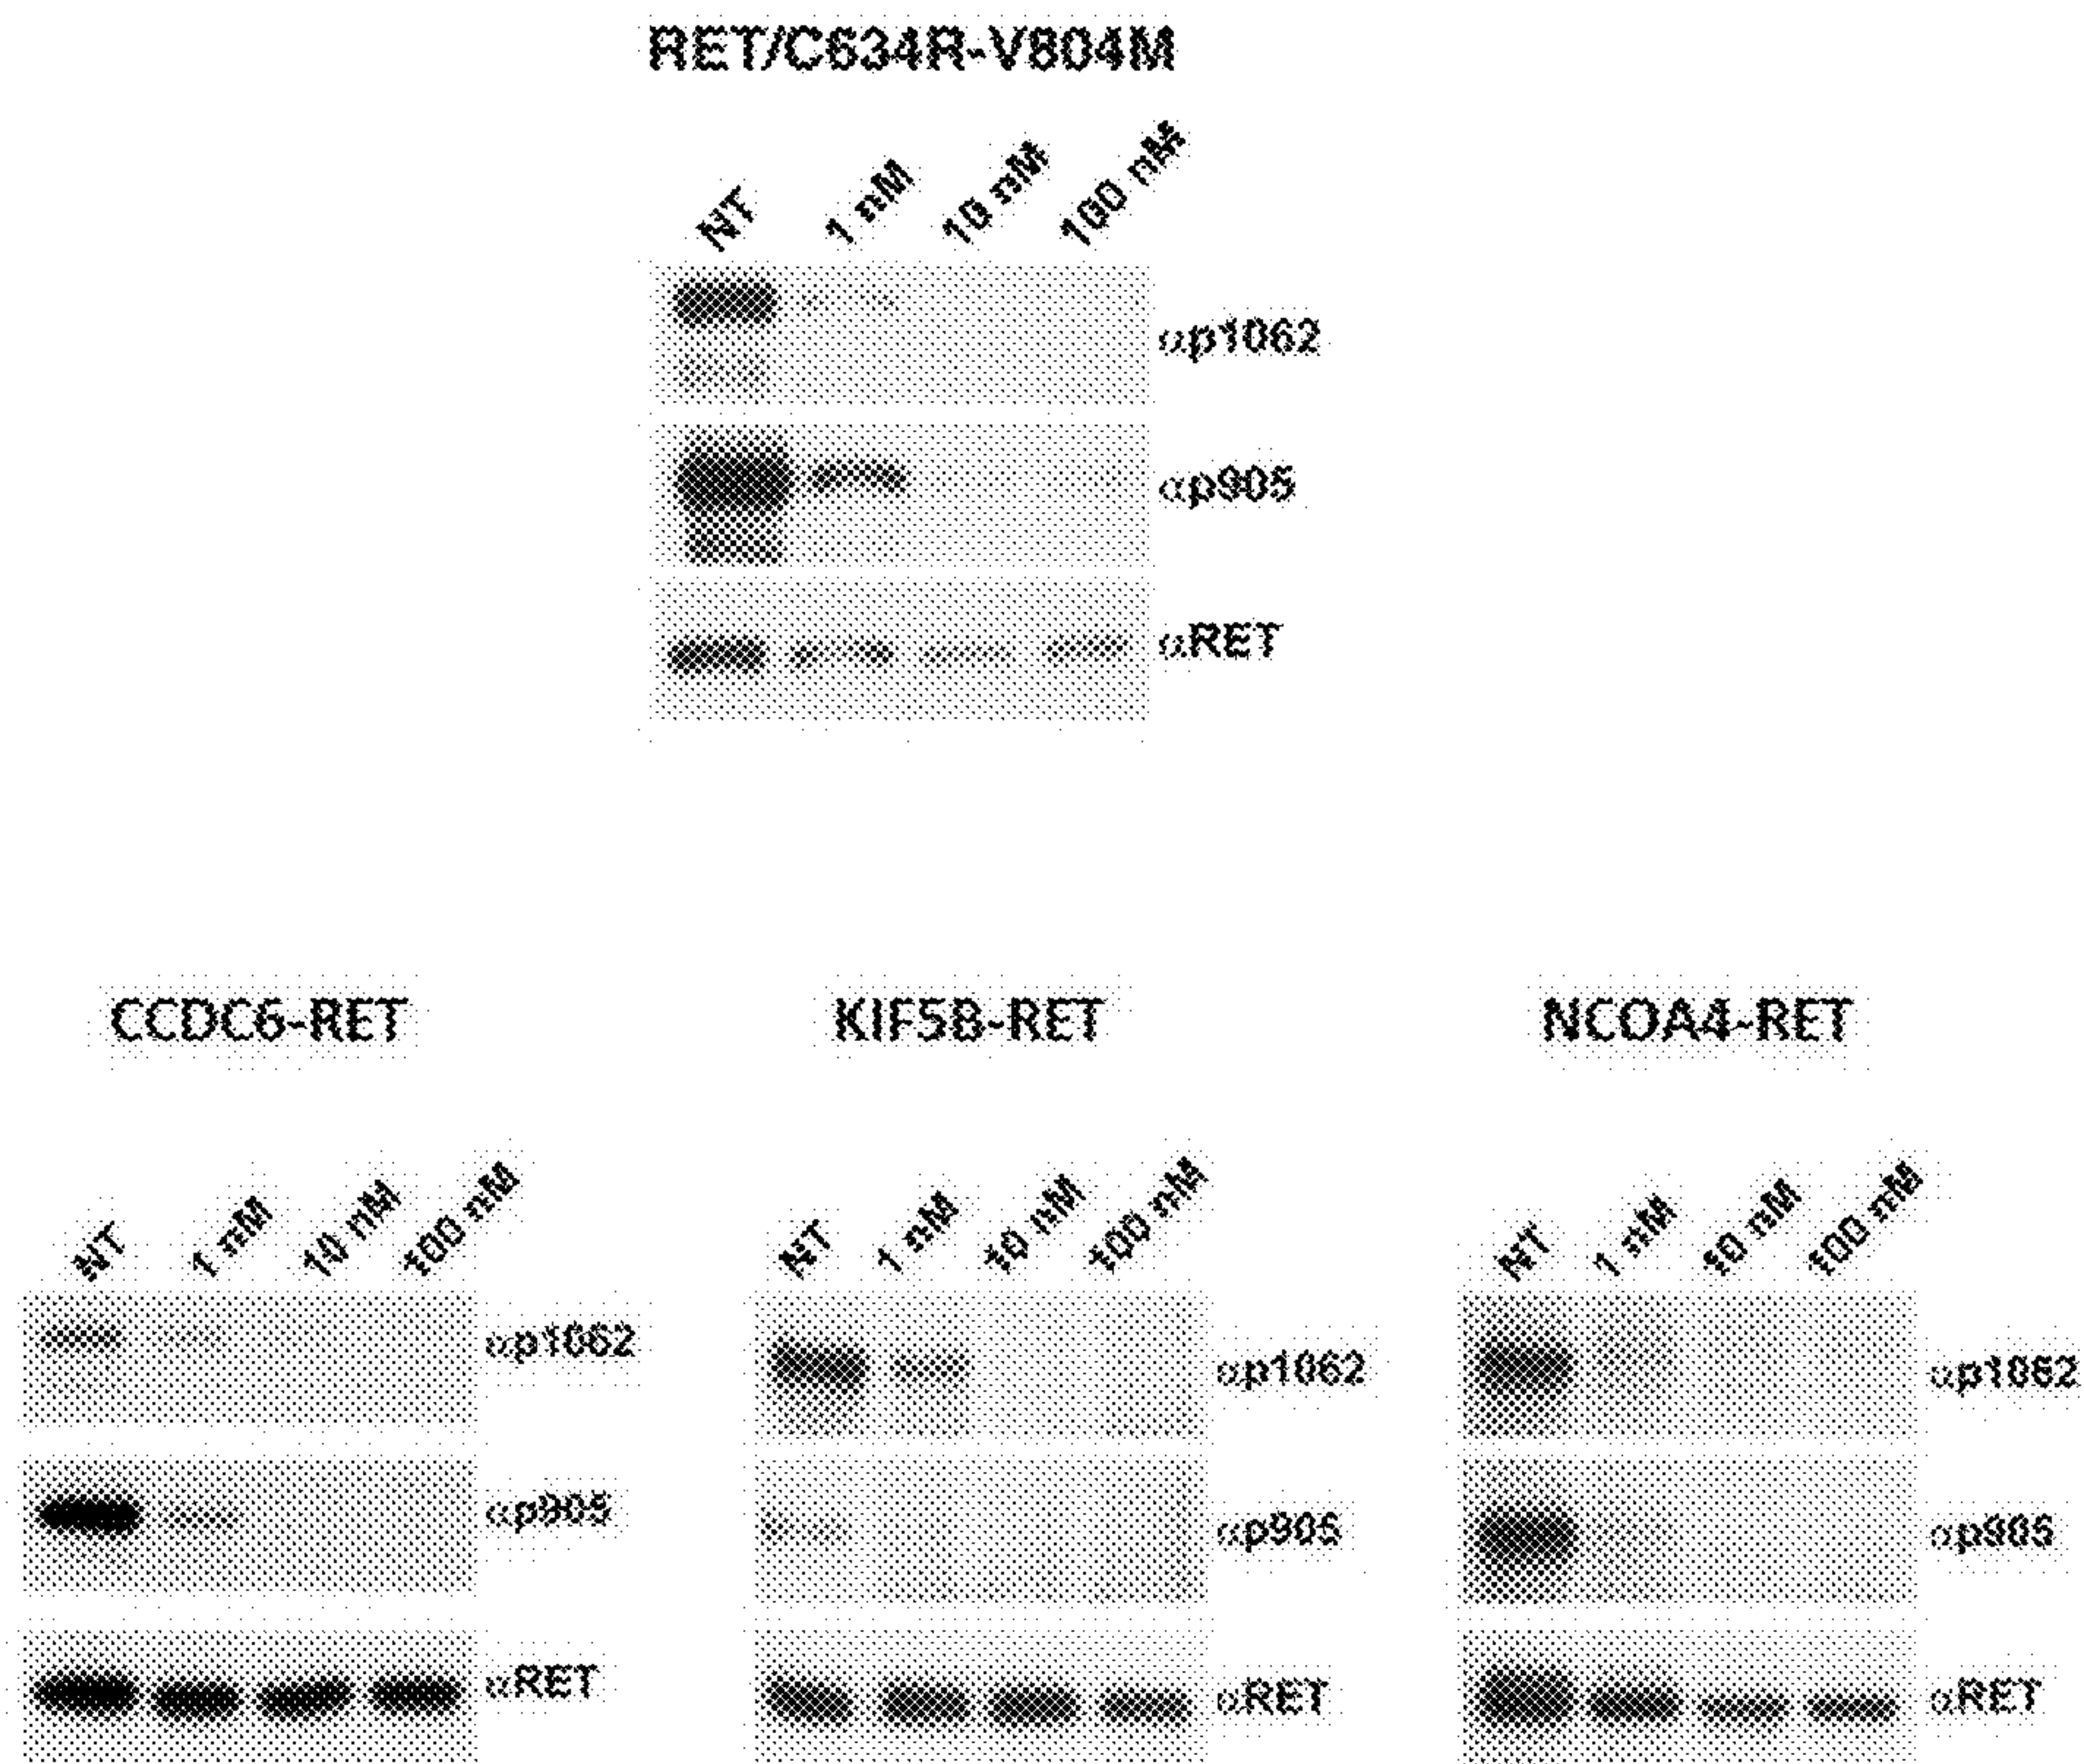 RET/C634R-V804M
NT 1 nM 10 nM 100 nM
αp1062
αp905
αRET
CCDC6-RET KIF5B-RET NCOA4-RET
NT 1 nM 10 nM 100 nM NT 1 nM 10 nM 100 nM NT 1 nM 10 nM 100 nM
αp1062 αp1062 αp1062
αp905 αp905 αp905
αRET αRET αRET